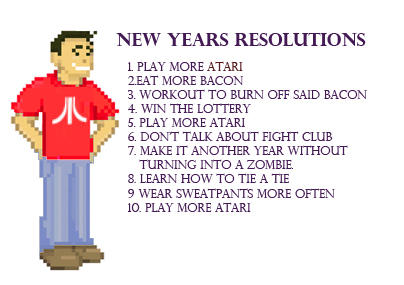 NEW YEARS RESOLUTIONS
1. PLAY MORE ATARI
2.EAT MORE BACON
3. WORKOUT TO BURN OFF SAID BACON
4. WIN THE LOTTERY
5. PLAY MORE ATARI
6. DON'T TALK ABOUT FIGHT CLUB
7. MAKE IT ANOTHER YEAR WITHOUT
TURNING INTO A ZOMBIE.
8. LEARN HOW TO TIE A TIE
9 WEAR SWEATPANTS MORE OFTEN
10. PLAY MORE ATARI